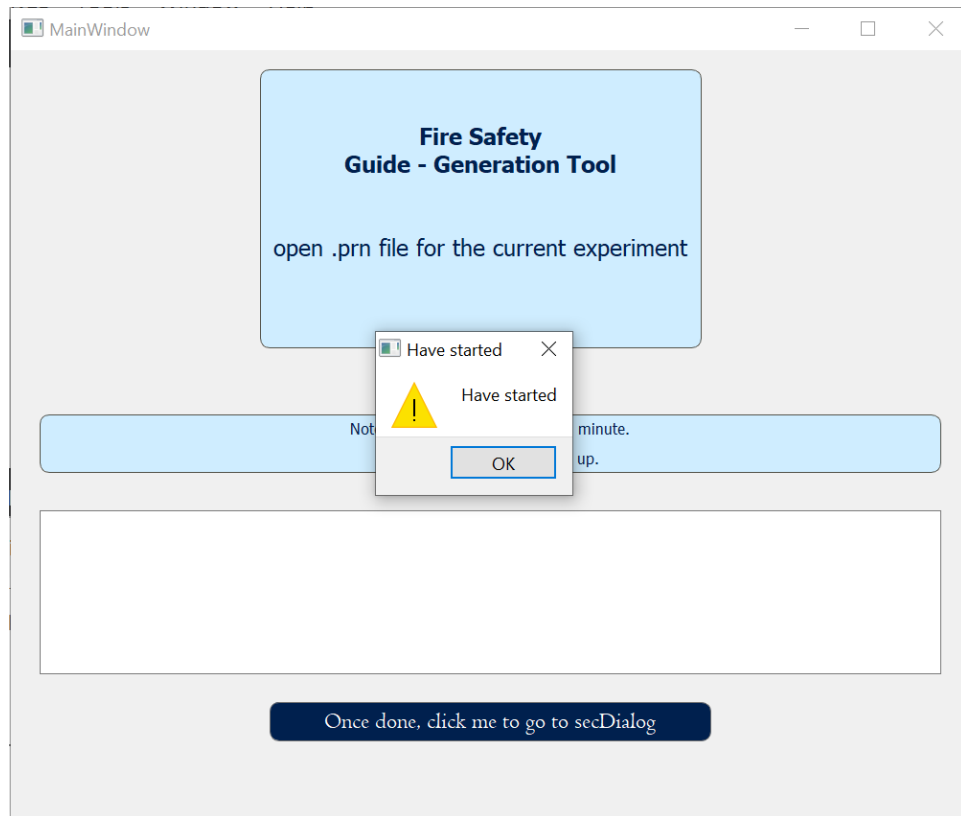 MainWindow
Fire Safety
Guide - Generation Tool
open .prn file for the current experiment
Have started
Have started
minute.
up.
OK
Once done, click me to go to secDialog